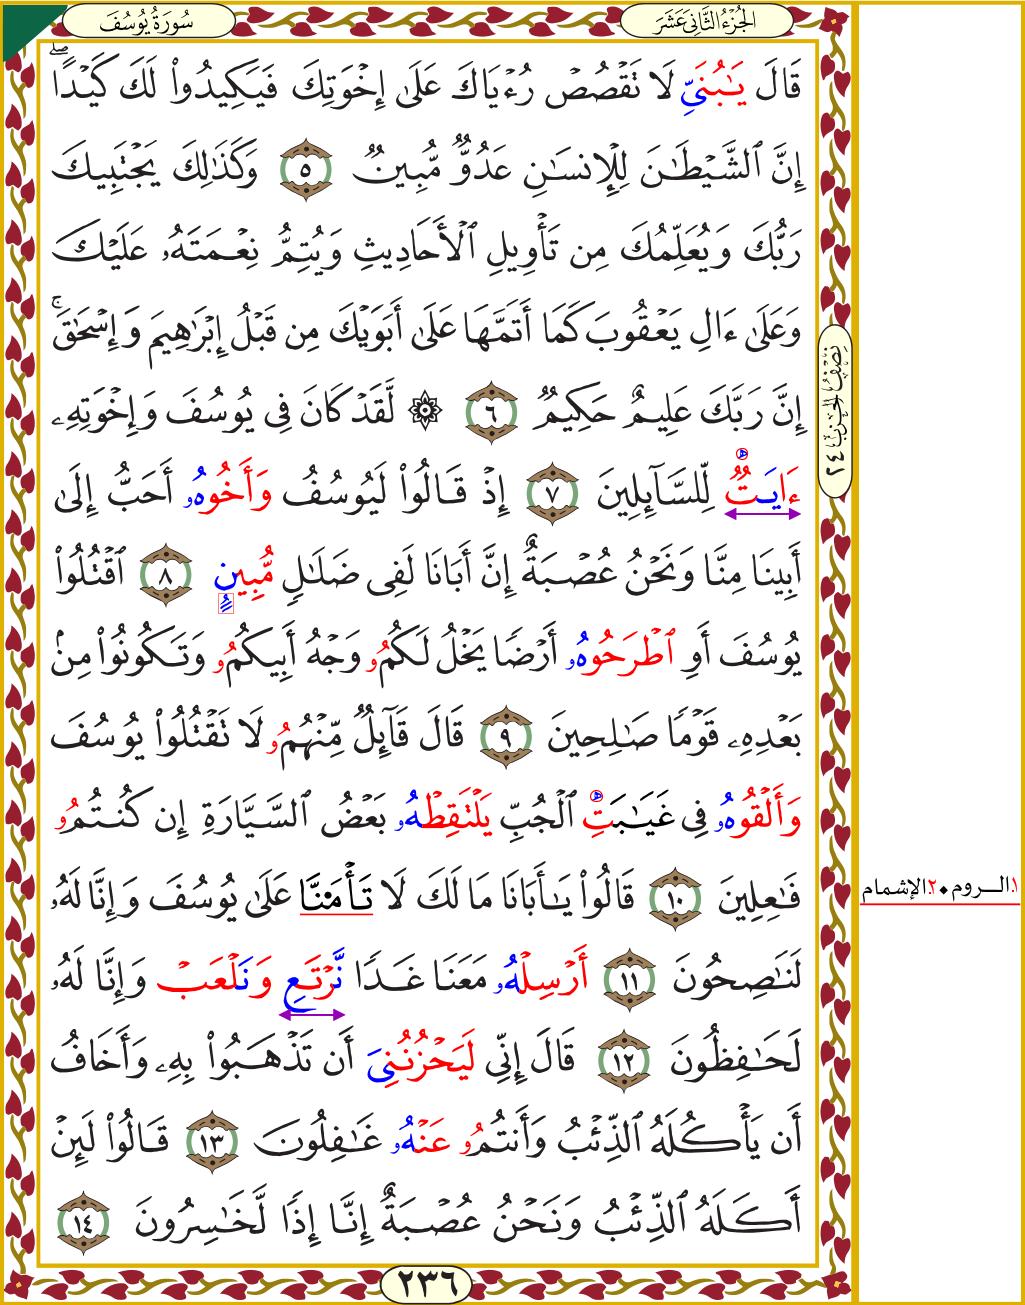 سُورَةُ يُوسُفَ
الجُزْءُ الثَّانِيَ عَشَرَ
قَالَ يَٰبُنَيِّ لَا تَقۡصُصۡ رُءۡيَاكَ عَلَىٰٓ إِخۡوَتِكَ فَيَكِيدُواْ لَكَ كَيۡدًاۖ
إِنَّ ٱلشَّيۡطَٰنَ لِلۡإِنسَٰنِ عَدُوّٞ مُّبِينٞ ٥ وَكَذَٰلِكَ يَجۡتَبِيكَ
رَبُّكَ وَيُعَلِّمُكَ مِن تَأۡوِيلِ ٱلۡأَحَادِيثِ وَيُتِمُّ نِعۡمَتَهُۥ عَلَيۡكَ
وَعَلَىٰٓ ءَالِ يَعۡقُوبَ كَمَآ أَتَمَّهَا عَلَىٰٓ أَبَوَيۡكَ مِن قَبۡلُ إِبۡرَٰهِيمَ وَإِسۡحَٰقَۚ
إِنَّ رَبَّكَ عَلِيمٌ حَكِيمٞ ٦ ۞ لَّقَدۡ كَانَ فِي يُوسُفَ وَإِخۡوَتِهِۦٓ
ءَايَـتٞ لِّلسَّآئِلِينَ ٧ إِذۡ قَالُواْ لَيُوسُفُ وَأَخُوهُۥ أَحَبُّ إِلَىٰٓ
أَبِينَا مِنَّا وَنَحۡنُ عُصۡبَةٌ إِنَّ أَبَانَا لَفِي ضَلَٰلٖ مُّبِينٍ ٨ ٱقۡتُلُواْ
يُوسُفَ أَوِ ٱطۡرَحُوهُۥ أَرۡضٗا يَخۡلُ لَكُمُۥ وَجۡهُ أَبِيكُمُۥ وَتَكُونُواْ مِنۢ
بَعۡدِهِۦ قَوۡمٗا صَٰلِحِينَ ٩ قَالَ قَآئِلٞ مِّنۡهُمُۥ لَا تَقۡتُلُواْ يُوسُفَ
وَأَلۡقُوهُۥ فِي غَيَٰبَتِ ٱلۡجُبِّ يَلۡتَقِطۡهُۥ بَعۡضُ ٱلسَّيَّارَةِ إِن كُنتُمُۥ
فَٰعِلِينَ ١٠ قَالُواْ يَٰٓأَبَانَا مَا لَكَ لَا تَأۡمَ۬نَّا عَلَىٰ يُوسُفَ وَإِنَّا لَهُۥ
لَنَٰصِحُونَ ١١ أَرۡسِلۡهُۥ مَعَنَا غَدٗا نَّرۡتَعِ وَنَلۡعَبۡ وَإِنَّا لَهُۥ
لَحَٰفِظُونَ ١٢ قَالَ إِنِّي لَيَحۡزُنُنِيَ أَن تَذۡهَبُواْ بِهِۦ وَأَخَافُ
أَن يَأۡكُلَهُ ٱلذِّئۡبُ وَأَنتُمُۥ عَنۡهُۥ غَٰفِلُونَ ١٣ قَالُواْ لَئِنۡ
أَكَلَهُ ٱلذِّئۡبُ وَنَحۡنُ عُصۡبَةٌ إِنَّآ إِذٗا لَّخَٰسِرُونَ ١٤
نِصْفُ الحِزْبِ ٢٤
١الـروم ٢٠الإشمام
٢٣٦